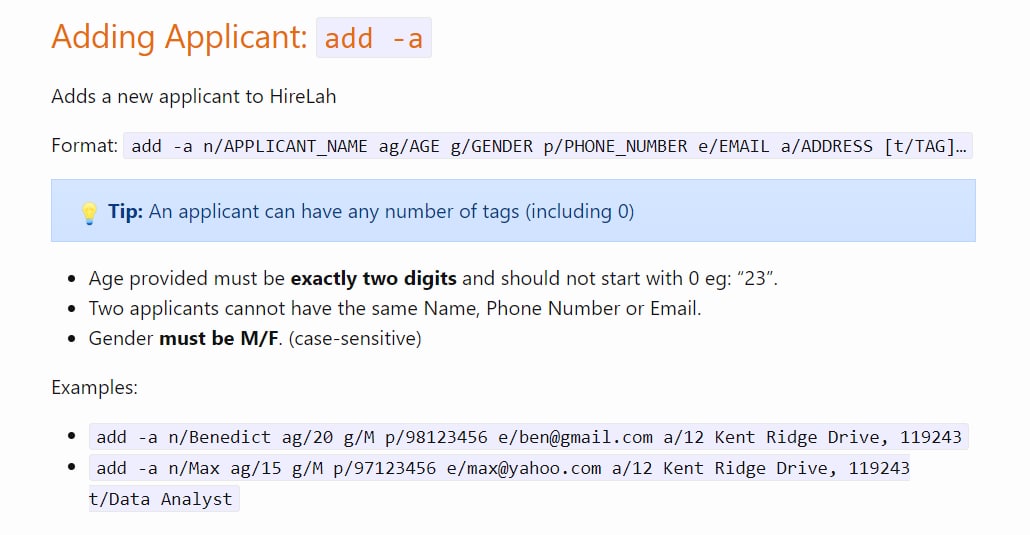 Adding Applicant: add -a
Adds a new applicant to HireLah
Format: add -a n/APPLICANT_NAME ag/AGE g/GENDER p/PHONE_NUMBER e/EMAIL a/ADDRESS [t/TAG]…
💡 Tip: An applicant can have any number of tags (including 0)
• Age provided must be exactly two digits and should not start with 0 eg: “23”.
• Two applicants cannot have the same Name, Phone Number or Email.
• Gender must be M/F. (case-sensitive)
Examples:
• add -a n/Benedict ag/20 g/M p/98123456 e/ben@gmail.com a/12 Kent Ridge Drive, 119243
• add -a n/Max ag/15 g/M p/97123456 e/max@yahoo.com a/12 Kent Ridge Drive, 119243
t/Data Analyst